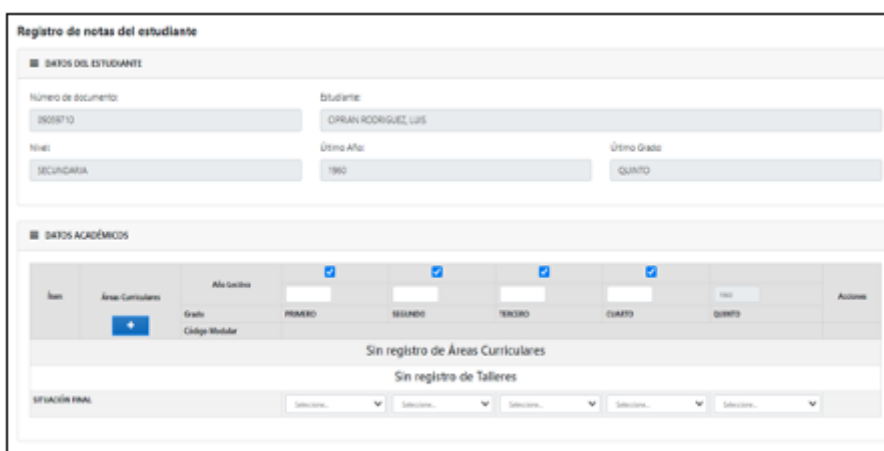 Registro de notas del estudiante
DATOS DEL ESTUDIANTE
Número de documento: Estudiante:
09059710 CIPRIAN RODRIGUEZ, LUIS
Nivel: Último Año: Último Grado:
SECUNDARIA 1960 QUINTO
DATOS ACADÉMICOS
Ítem Áreas Curriculares Año Lectivo 1960 Acciones
+
Grado PRIMERO SEGUNDO TERCERO CUARTO QUINTO
Código Modular
Sin registro de Áreas Curriculares
Sin registro de Talleres
SITUACIÓN FINAL Seleccione... Seleccione... Seleccione... Seleccione... Seleccione...